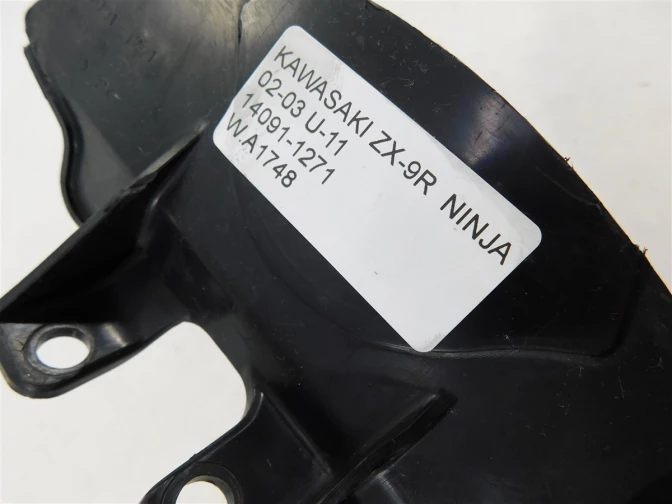 KAWASAKI ZX-9R NINJA
02-03 U-11
14091-1271
W.A1748